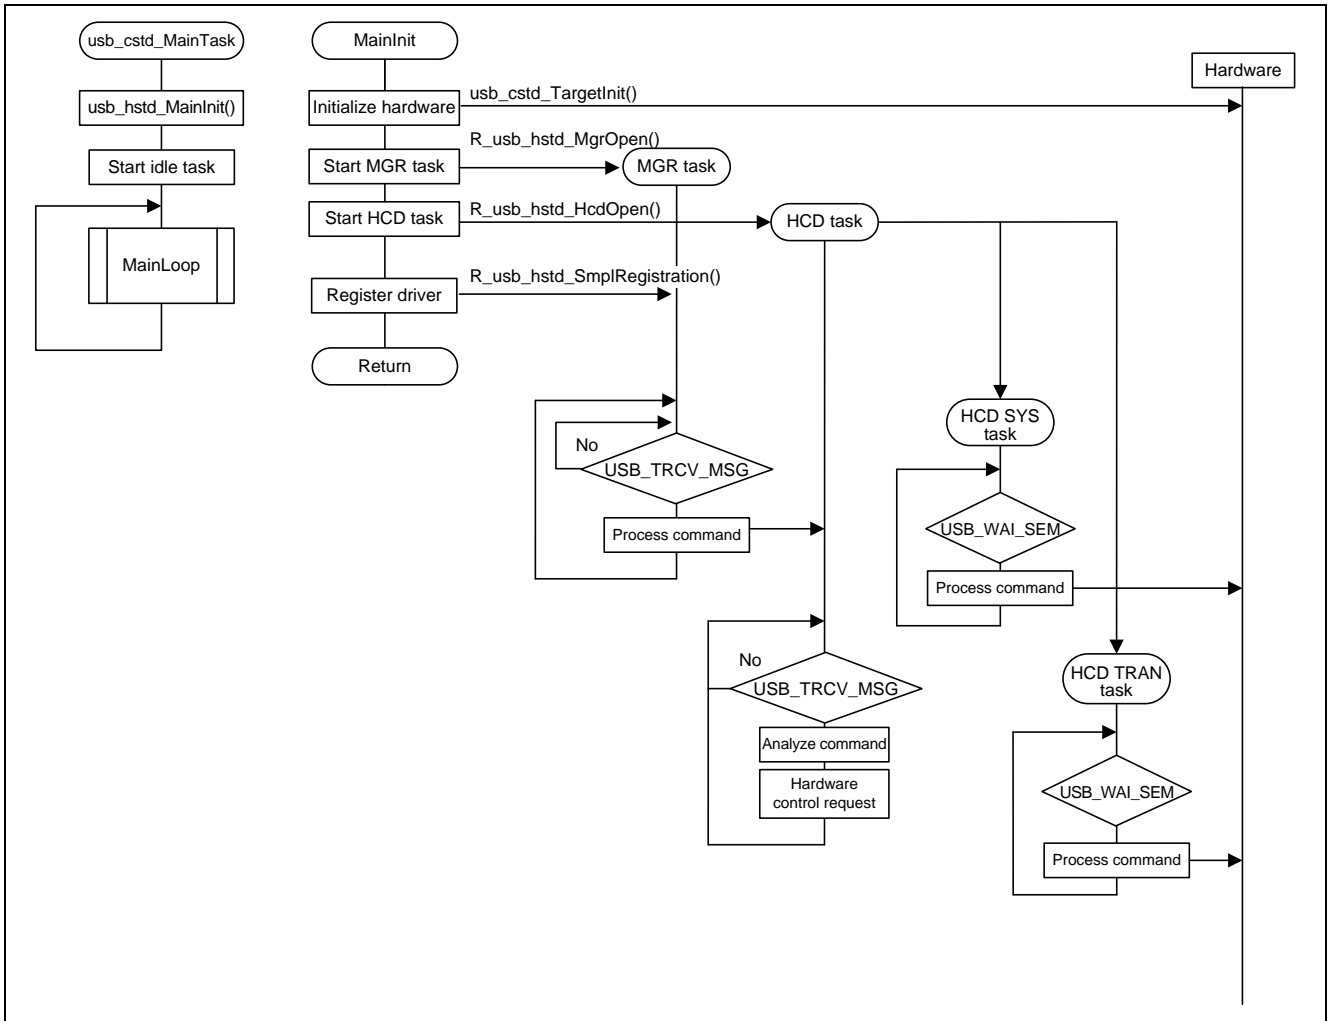 usb_cstd_MainTask
usb_hstd_MainInit()
Start idle task
MainLoop
MainInit
Initialize hardware
usb_cstd_TargetInit()
Hardware
Start MGR task
R_usb_hstd_MgrOpen()
MGR task
Start HCD task
R_usb_hstd_HcdOpen()
HCD task
Register driver
R_usb_hstd_SmplRegistration()
Return
No
USB_TRCV_MSG
Process command
No
USB_TRCV_MSG
Analyze command
Hardware
control request
HCD SYS
task
USB_WAI_SEM
Process command
HCD TRAN
task
USB_WAI_SEM
Process command